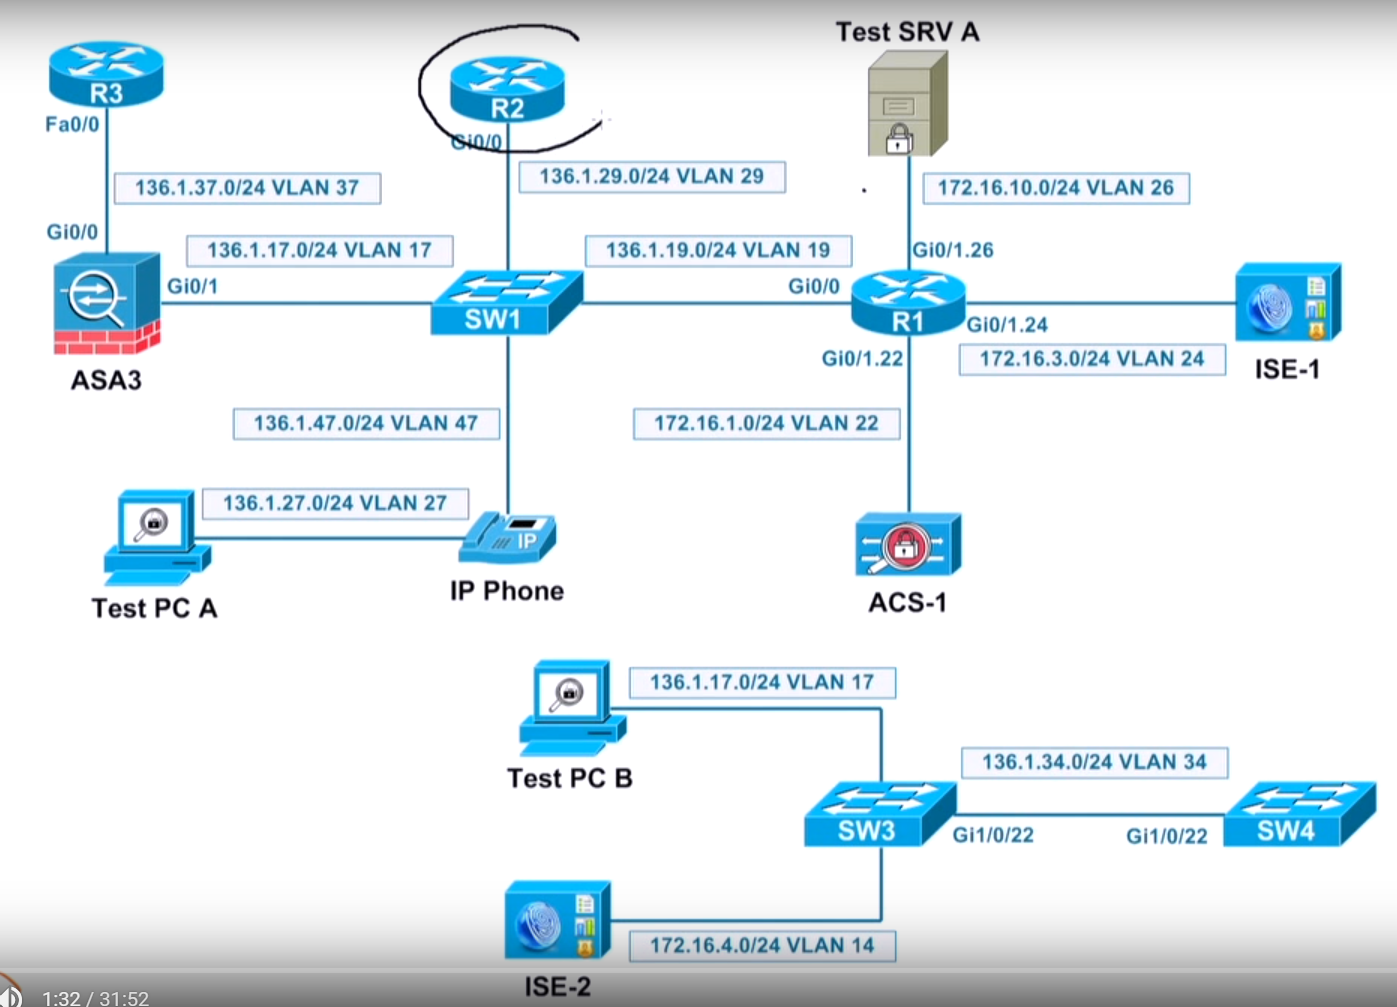 Test SRV A
R3
R2
Fa0/0
Gi0/0
136.1.37.0/24 VLAN 37
136.1.29.0/24 VLAN 29
172.16.10.0/24 VLAN 26
Gi0/0
136.1.17.0/24 VLAN 17
136.1.19.0/24 VLAN 19
Gi0/1.26
Gi0/1
Gi0/0
SW1
R1
Gi0/1.24
Gi0/1.22
172.16.3.0/24 VLAN 24
ISE-1
ASA3
136.1.47.0/24 VLAN 47
172.16.1.0/24 VLAN 22
136.1.27.0/24 VLAN 27
IP
IP Phone
Test PC A
ACS-1
136.1.17.0/24 VLAN 17
Test PC B
136.1.34.0/24 VLAN 34
SW3
Gi1/0/22
Gi1/0/22
SW4
172.16.4.0/24 VLAN 14
ISE-2
1:32 / 31:52